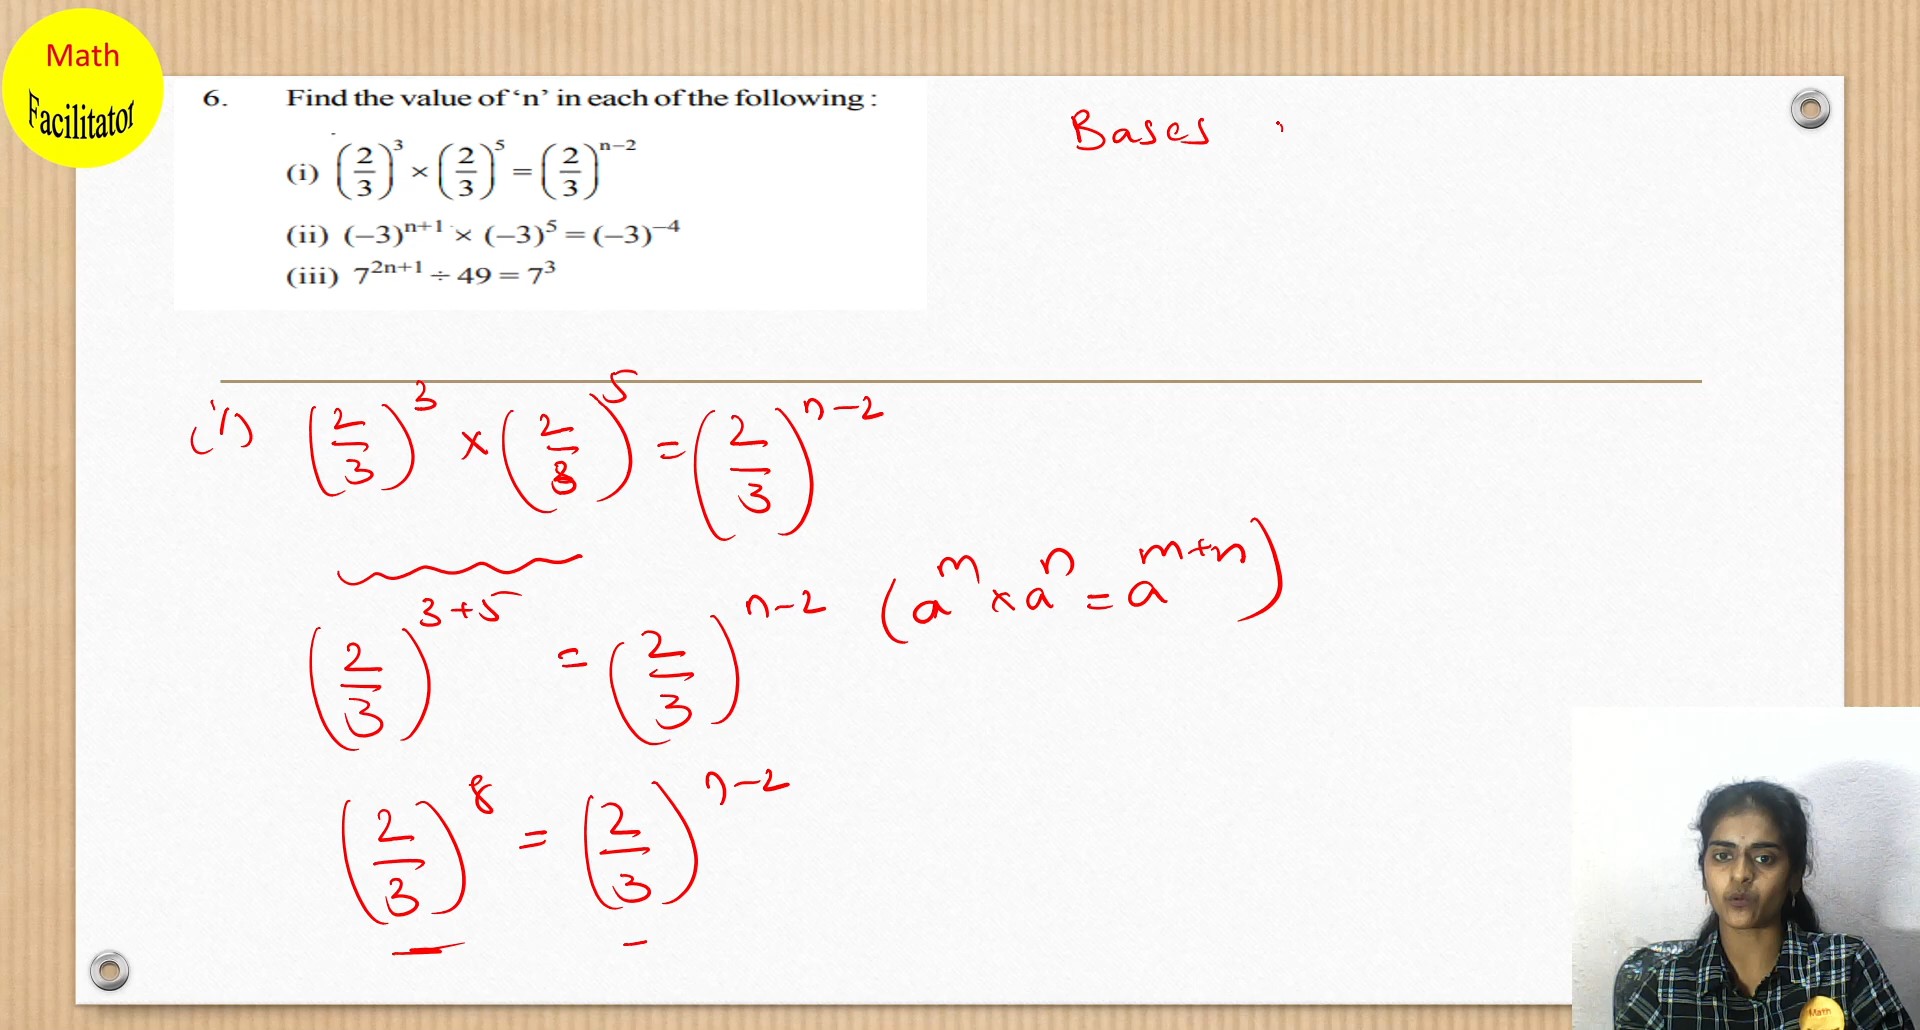 Math
Facilitator
6. Find the value of ‘n’ in each of the following :
(i) (2/3)^3 × (2/3)^5 = (2/3)^(n−2)
(ii) (−3)^(n+1) × (−3)^5 = (−3)^(−4)
(iii) 7^(2n+1) ÷ 49 = 7^3
Bases
(i) (2/3)^3 × (2/3)^5 = (2/3)^(n−2)
(2/3)^(3+5) = (2/3)^(n−2) (a^m × a^n = a^(m+n))
(2/3)^8 = (2/3)^(n−2)
Math